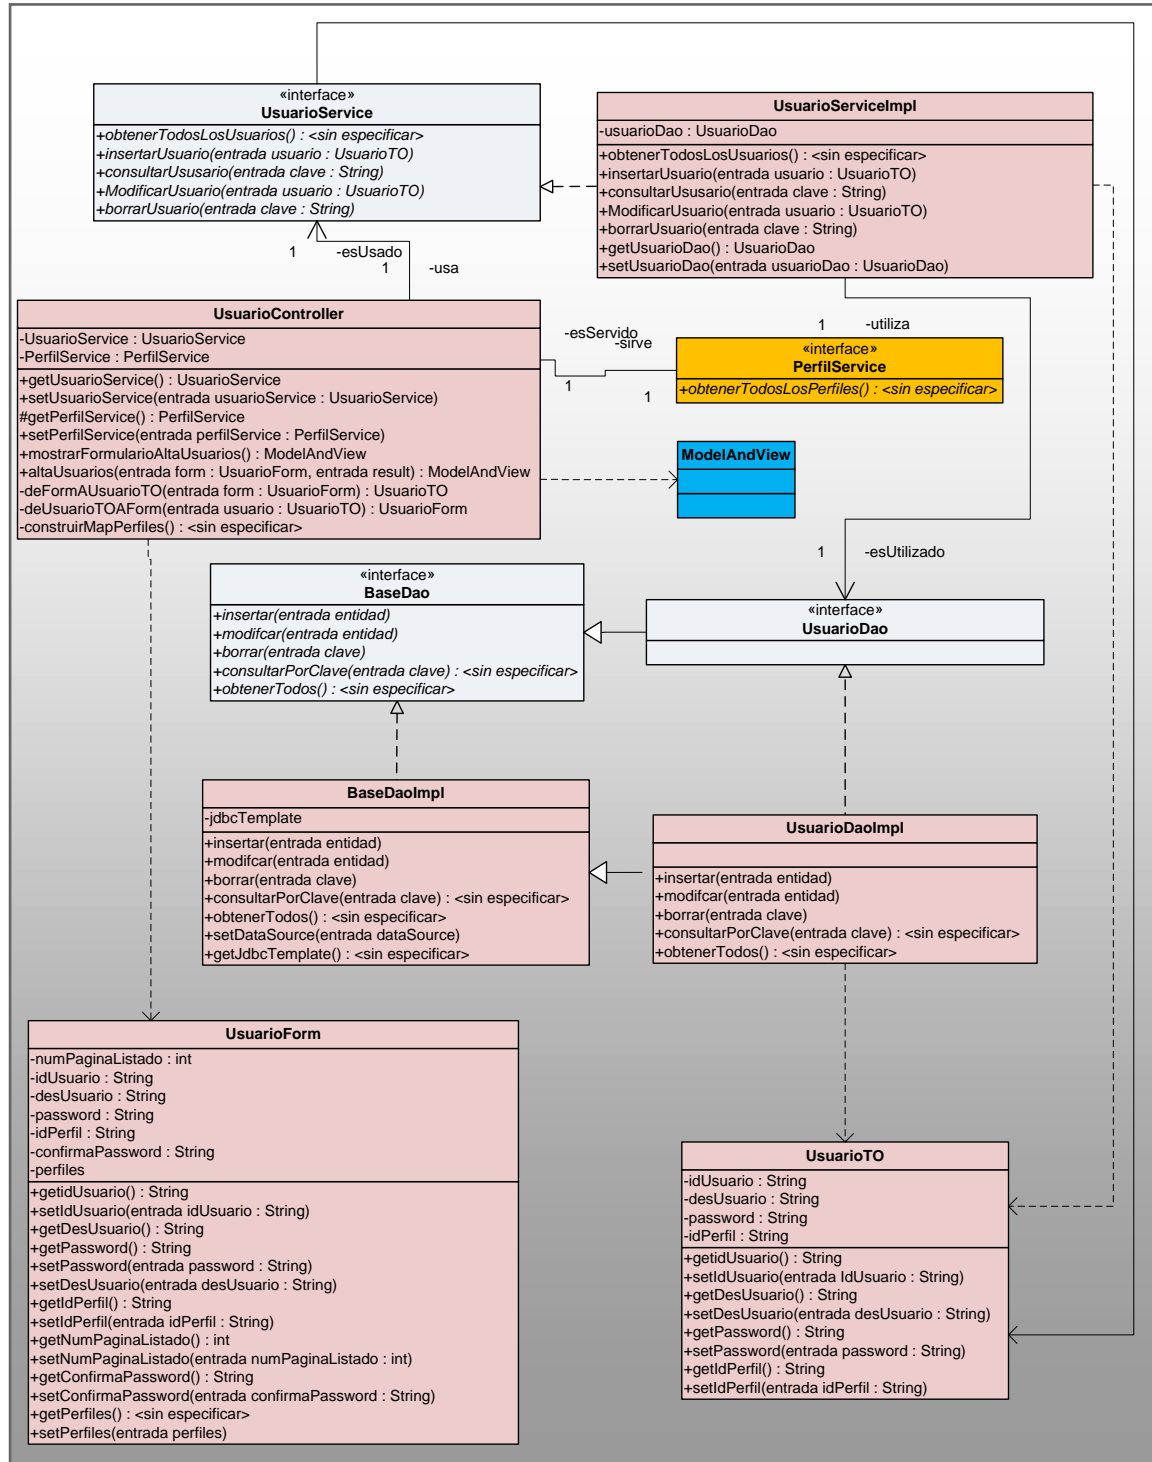 «interface»
UsuarioService
+obtenerTodosLosUsuarios() : <sin especificar>
+insertarUsuario(entrada usuario : UsuarioTO)
+consultarUsusario(entrada clave : String)
+ModificarUsuario(entrada usuario : UsuarioTO)
+borrarUsuario(entrada clave : String)
UsuarioServiceImpl
-usuarioDao : UsuarioDao
+obtenerTodosLosUsuarios() : <sin especificar>
+insertarUsuario(entrada usuario : UsuarioTO)
+consultarUsusario(entrada clave : String)
+ModificarUsuario(entrada usuario : UsuarioTO)
+borrarUsuario(entrada clave : String)
+getUsuarioDao() : UsuarioDao
+setUsuarioDao(entrada usuarioDao : UsuarioDao)
1
-esUsado
1
-usa
UsuarioController
-UsuarioService : UsuarioService
-PerfilService : PerfilService
+getUsuarioService() : UsuarioService
+setUsuarioService(entrada usuarioService : UsuarioService)
#getPerfilService() : PerfilService
+setPerfilService(entrada perfilService : PerfilService)
+mostrarFormularioAltaUsuarios() : ModelAndView
+altaUsuarios(entrada form : UsuarioForm, entrada result) : ModelAndView
-deFormAUsuarioTO(entrada form : UsuarioForm) : UsuarioTO
-deUsuarioTOAForm(entrada usuario : UsuarioTO) : UsuarioForm
-construirMapPerfiles() : <sin especificar>
-esServido
-sirve
1
1
1
-utiliza
«interface»
PerfilService
+obtenerTodosLosPerfiles() : <sin especificar>
ModelAndView
1
-esUtilizado
«interface»
BaseDao
+insertar(entrada entidad)
+modifcar(entrada entidad)
+borrar(entrada clave)
+consultarPorClave(entrada clave) : <sin especificar>
+obtenerTodos() : <sin especificar>
«interface»
UsuarioDao
BaseDaoImpl
-jdbcTemplate
+insertar(entrada entidad)
+modifcar(entrada entidad)
+borrar(entrada clave)
+consultarPorClave(entrada clave) : <sin especificar>
+obtenerTodos() : <sin especificar>
+setDataSource(entrada dataSource)
+getJdbcTemplate() : <sin especificar>
UsuarioDaoImpl
+insertar(entrada entidad)
+modifcar(entrada entidad)
+borrar(entrada clave)
+consultarPorClave(entrada clave) : <sin especificar>
+obtenerTodos() : <sin especificar>
UsuarioForm
-numPaginaListado : int
-idUsuario : String
-desUsuario : String
-password : String
-idPerfil : String
-confirmaPassword : String
-perfiles
+getidUsuario() : String
+setIdUsuario(entrada idUsuario : String)
+getDesUsuario() : String
+getPassword() : String
+setPassword(entrada password : String)
+setDesUsuario(entrada desUsuario : String)
+getIdPerfil() : String
+setIdPerfil(entrada idPerfil : String)
+getNumPaginaListado() : int
+setNumPaginaListado(entrada numPaginaListado : int)
+getConfirmaPassword() : String
+setConfirmaPassword(entrada confirmaPassword : String)
+getPerfiles() : <sin especificar>
+setPerfiles(entrada perfiles)
UsuarioTO
-idUsuario : String
-desUsuario : String
-password : String
-idPerfil : String
+getidUsuario() : String
+setIdUsuario(entrada IdUsuario : String)
+getDesUsuario() : String
+setDesUsuario(entrada desUsuario : String)
+getPassword() : String
+setPassword(entrada password : String)
+getIdPerfil() : String
+setIdPerfil(entrada idPerfil : String)